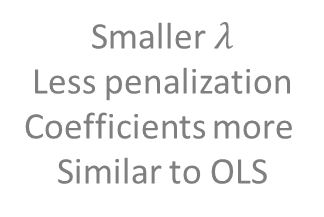 Smaller 𝜆
Less penalization
Coefficients more
Similar to OLS